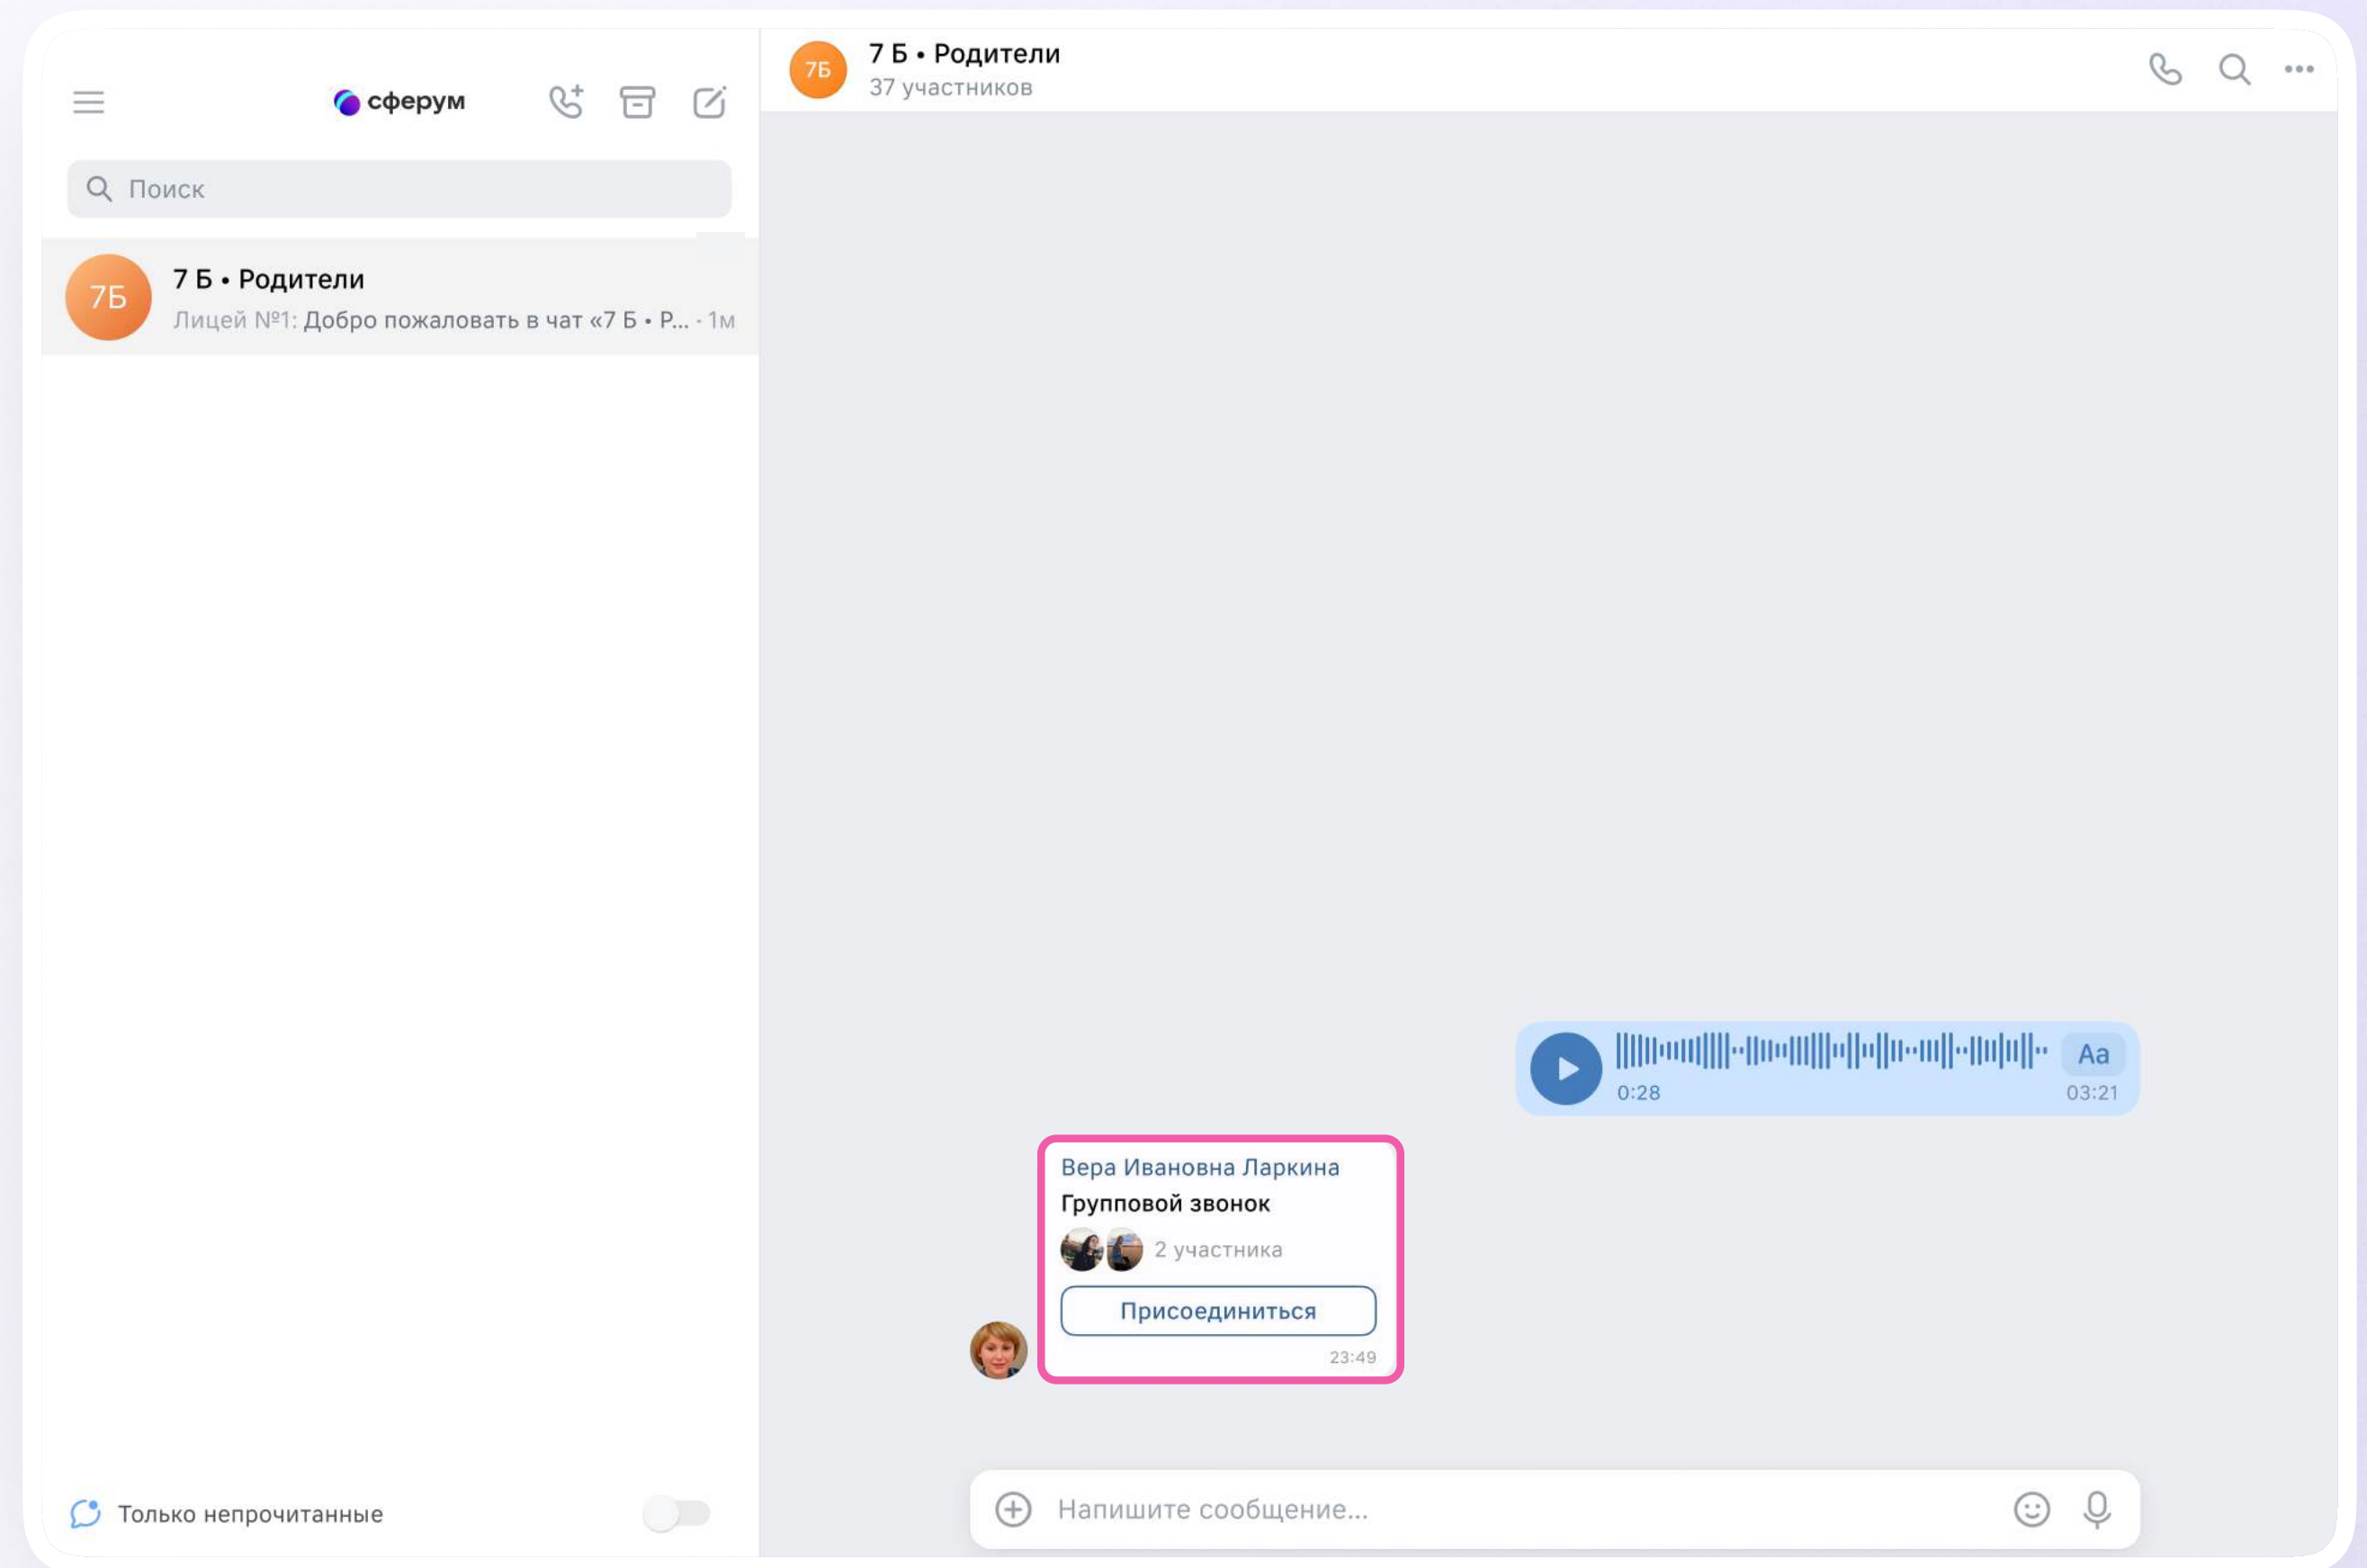 сферум
Поиск
7Б
7 Б • Родители
Лицей №1: Добро пожаловать в чат «7 Б • Р... · 1м
Только непрочитанные
7Б
7 Б • Родители
37 участников
0:28
Aa
03:21
Вера Ивановна Ларкина
Групповой звонок
2 участника
Присоединиться
23:49
Напишите сообщение...